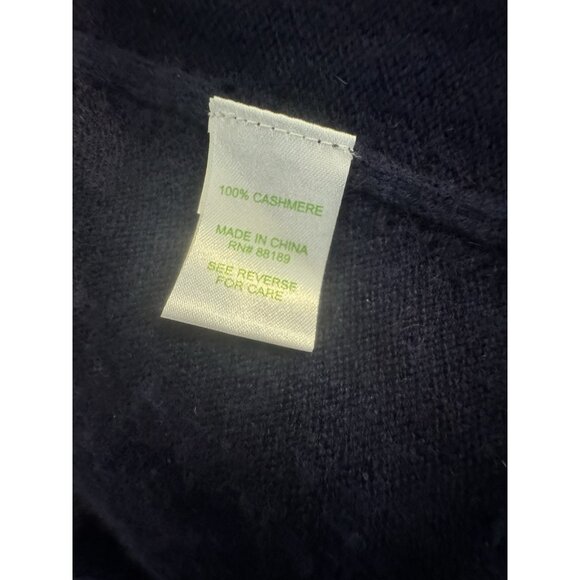 100% CASHMERE
MADE IN CHINA
RN# 88189
SEE REVERSE
FOR CARE